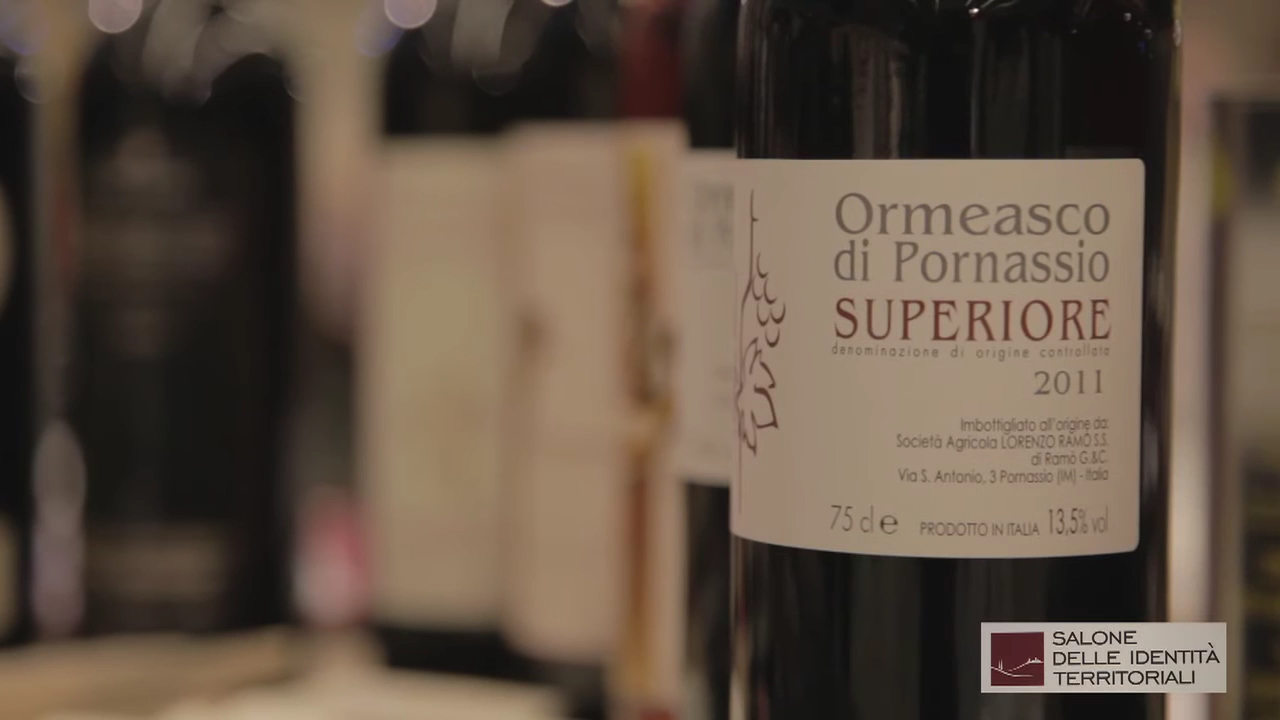 Ormeasco
di Pornassio
SUPERIORE
denominazione di origine controllata
2011
Imbottigliato all'origine da:
Società Agricola LORENZO RAMÒ S.S.
di Ramò G.&C.
Via S. Antonio, 3 Pornassio (IM) - Italia
75 cl e PRODOTTO IN ITALIA 13,5% vol
SALONE
DELLE IDENTITÀ
TERRITORIALI